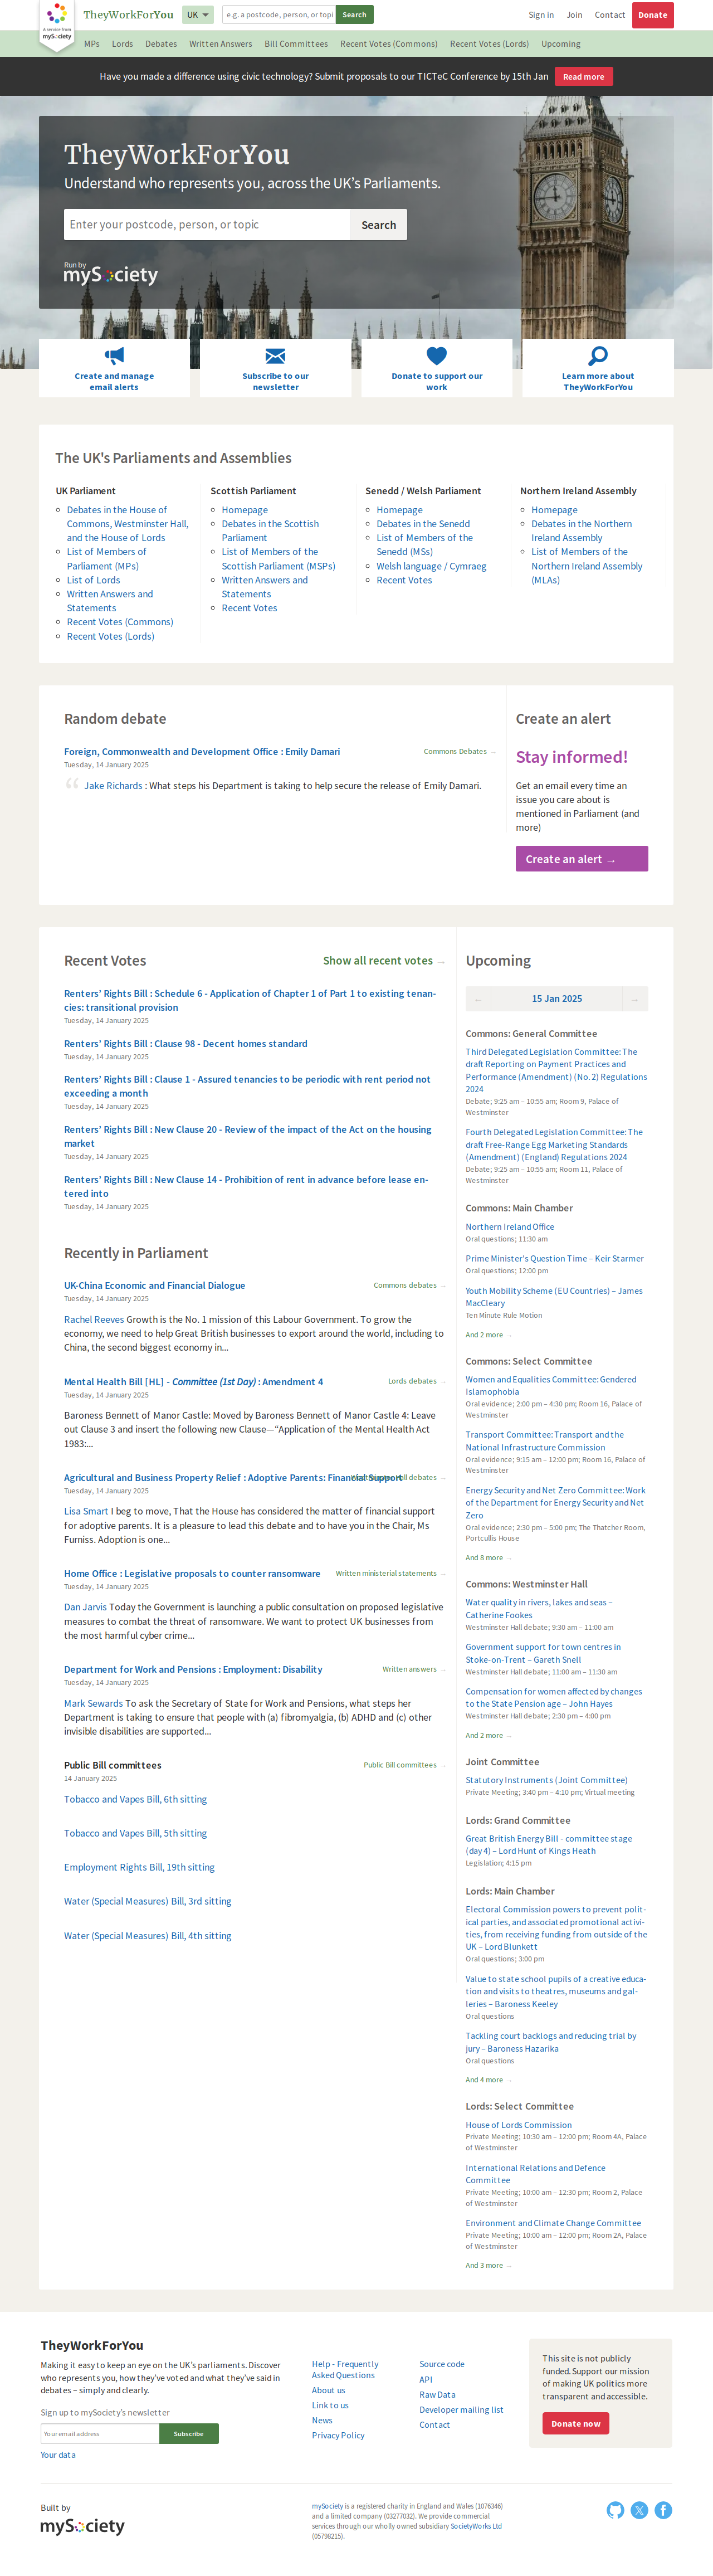 A service from
mySociety
TheyWorkForYou
UK
e.g. a postcode, person, or topi
Search
Sign in
Join
Contact
Donate
MPs
Lords
Debates
Written Answers
Bill Committees
Recent Votes (Commons)
Recent Votes (Lords)
Upcoming
Have you made a difference using civic technology? Submit proposals to our TICTeC Conference by 15th Jan
Read more
TheyWorkForYou
Understand who represents you, across the UK’s Parliaments.
Enter your postcode, person, or topic
Search
Run by
mySociety
Create and manage
email alerts
Subscribe to our
newsletter
Donate to support our
work
Learn more about
TheyWorkForYou
The UK's Parliaments and Assemblies
UK Parliament
Debates in the House of
Commons, Westminster Hall,
and the House of Lords
List of Members of
Parliament (MPs)
List of Lords
Written Answers and
Statements
Recent Votes (Commons)
Recent Votes (Lords)
Scottish Parliament
Homepage
Debates in the Scottish
Parliament
List of Members of the
Scottish Parliament (MSPs)
Written Answers and
Statements
Recent Votes
Senedd / Welsh Parliament
Homepage
Debates in the Senedd
List of Members of the
Senedd (MSs)
Welsh language / Cymraeg
Recent Votes
Northern Ireland Assembly
Homepage
Debates in the Northern
Ireland Assembly
List of Members of the
Northern Ireland Assembly
(MLAs)
Random debate
Foreign, Commonwealth and Development Office : Emily Damari
Commons Debates →
Tuesday, 14 January 2025
“ Jake Richards : What steps his Department is taking to help secure the release of Emily Damari.
Create an alert
Stay informed!
Get an email every time an
issue you care about is
mentioned in Parliament (and
more)
Create an alert →
Recent Votes
Show all recent votes →
Renters’ Rights Bill : Schedule 6 - Application of Chapter 1 of Part 1 to existing tenan-
cies: transitional provision
Tuesday, 14 January 2025
Renters’ Rights Bill : Clause 98 - Decent homes standard
Tuesday, 14 January 2025
Renters’ Rights Bill : Clause 1 - Assured tenancies to be periodic with rent period not
exceeding a month
Tuesday, 14 January 2025
Renters’ Rights Bill : New Clause 20 - Review of the impact of the Act on the housing
market
Tuesday, 14 January 2025
Renters’ Rights Bill : New Clause 14 - Prohibition of rent in advance before lease en-
tered into
Tuesday, 14 January 2025
Recently in Parliament
UK-China Economic and Financial Dialogue
Commons debates →
Tuesday, 14 January 2025
Rachel Reeves Growth is the No. 1 mission of this Labour Government. To grow the
economy, we need to help Great British businesses to export around the world, including to
China, the second biggest economy in...
Mental Health Bill [HL] - Committee (1st Day) : Amendment 4
Lords debates →
Tuesday, 14 January 2025
Baroness Bennett of Manor Castle: Moved by Baroness Bennett of Manor Castle 4: Leave
out Clause 3 and insert the following new Clause—“Application of the Mental Health Act
1983:...
Agricultural and Business Property Relief : Adoptive Parents: Financial Support
Hall debates →
Tuesday, 14 January 2025
Lisa Smart I beg to move, That the House has considered the matter of financial support
for adoptive parents. It is a pleasure to lead this debate and to have you in the Chair, Ms
Furniss. Adoption is one...
Home Office : Legislative proposals to counter ransomware
Written ministerial statements →
Tuesday, 14 January 2025
Dan Jarvis Today the Government is launching a public consultation on proposed legislative
measures to combat the threat of ransomware. We want to protect UK businesses from
the most harmful cyber crime...
Department for Work and Pensions : Employment: Disability
Written answers →
Tuesday, 14 January 2025
Mark Sewards To ask the Secretary of State for Work and Pensions, what steps her
Department is taking to ensure that people with (a) fibromyalgia, (b) ADHD and (c) other
invisible disabilities are supported...
Public Bill committees
Public Bill committees →
14 January 2025
Tobacco and Vapes Bill, 6th sitting
Tobacco and Vapes Bill, 5th sitting
Employment Rights Bill, 19th sitting
Water (Special Measures) Bill, 3rd sitting
Water (Special Measures) Bill, 4th sitting
Upcoming
← 15 Jan 2025 →
Commons: General Committee
Third Delegated Legislation Committee: The
draft Reporting on Payment Practices and
Performance (Amendment) (No. 2) Regulations
2024
Debate; 9:25 am – 10:55 am; Room 9, Palace of
Westminster
Fourth Delegated Legislation Committee: The
draft Free-Range Egg Marketing Standards
(Amendment) (England) Regulations 2024
Debate; 9:25 am – 10:55 am; Room 11, Palace of
Westminster
Commons: Main Chamber
Northern Ireland Office
Oral questions; 11:30 am
Prime Minister's Question Time – Keir Starmer
Oral questions; 12:00 pm
Youth Mobility Scheme (EU Countries) – James
MacCleary
Ten Minute Rule Motion
And 2 more →
Commons: Select Committee
Women and Equalities Committee: Gendered
Islamophobia
Oral evidence; 2:00 pm – 4:30 pm; Room 16, Palace of
Westminster
Transport Committee: Transport and the
National Infrastructure Commission
Oral evidence; 9:15 am – 12:00 pm; Room 16, Palace of
Westminster
Energy Security and Net Zero Committee: Work
of the Department for Energy Security and Net
Zero
Oral evidence; 2:30 pm – 5:00 pm; The Thatcher Room,
Portcullis House
And 8 more →
Commons: Westminster Hall
Water quality in rivers, lakes and seas –
Catherine Fookes
Westminster Hall debate; 9:30 am – 11:00 am
Government support for town centres in
Stoke-on-Trent – Gareth Snell
Westminster Hall debate; 11:00 am – 11:30 am
Compensation for women affected by changes
to the State Pension age – John Hayes
Westminster Hall debate; 2:30 pm – 4:00 pm
And 2 more →
Joint Committee
Statutory Instruments (Joint Committee)
Private Meeting; 3:40 pm – 4:10 pm; Virtual meeting
Lords: Grand Committee
Great British Energy Bill - committee stage
(day 4) – Lord Hunt of Kings Heath
Legislation; 4:15 pm
Lords: Main Chamber
Electoral Commission powers to prevent polit-
ical parties, and associated promotional activi-
ties, from receiving funding from outside of the
UK – Lord Blunkett
Oral questions; 3:00 pm
Value to state school pupils of a creative educa-
tion and visits to theatres, museums and gal-
leries – Baroness Keeley
Oral questions
Tackling court backlogs and reducing trial by
jury – Baroness Hazarika
Oral questions
And 4 more →
Lords: Select Committee
House of Lords Commission
Private Meeting; 10:30 am – 12:00 pm; Room 4A, Palace
of Westminster
International Relations and Defence
Committee
Private Meeting; 10:00 am – 12:30 pm; Room 2, Palace
of Westminster
Environment and Climate Change Committee
Private Meeting; 10:00 am – 12:00 pm; Room 2A, Palace
of Westminster
And 3 more →
TheyWorkForYou
Making it easy to keep an eye on the UK’s parliaments. Discover
who represents you, how they’ve voted and what they’ve said in
debates – simply and clearly.
Sign up to mySociety’s newsletter
Your email address
Subscribe
Your data
Help - Frequently
Asked Questions
About us
Link to us
News
Privacy Policy
Source code
API
Raw Data
Developer mailing list
Contact
This site is not publicly
funded. Support our mission
of making UK politics more
transparent and accessible.
Donate now
Built by
mySociety
mySociety is a registered charity in England and Wales (1076346)
and a limited company (03277032). We provide commercial
services through our wholly owned subsidiary SocietyWorks Ltd
(05798215).